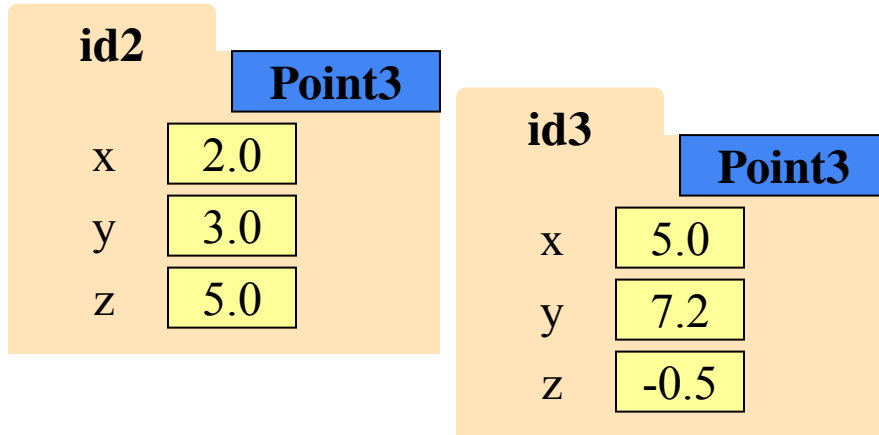 id2
Point3
x 2.0
y 3.0
z 5.0
id3
Point3
x 5.0
y 7.2
z -0.5